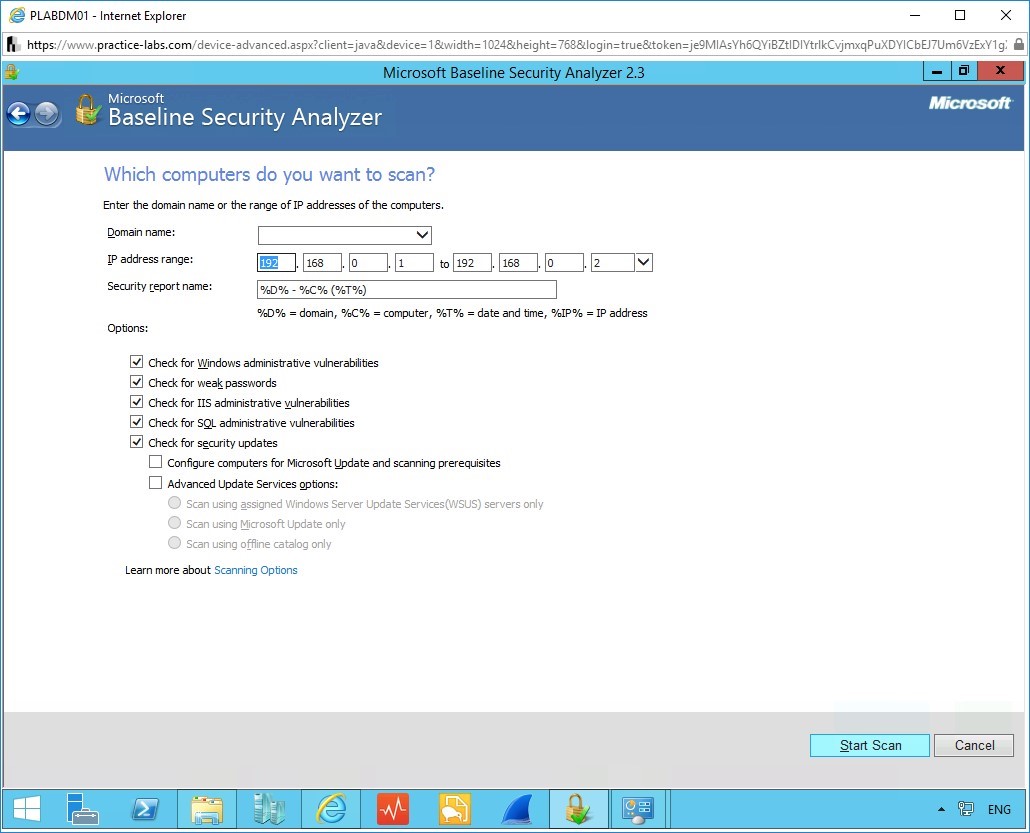 PLABDM01 - Internet Explorer
https://www.practice-labs.com/device-advanced.aspx?client=java&device=1&width=1024&height=768&login=true&token=
Microsoft Baseline Security Analyzer 2.3
Microsoft
Baseline Security Analyzer
Microsoft
Which computers do you want to scan?
Enter the domain name or the range of IP addresses of the computers.
Domain name:
IP address range: 192 . 168 . 0 . 1 to 192 . 168 . 0 . 2
Security report name: %D% - %C% (%T%)
%D% = domain, %C% = computer, %T% = date and time, %IP% = IP address
Options:
Check for Windows administrative vulnerabilities
Check for weak passwords
Check for IIS administrative vulnerabilities
Check for SQL administrative vulnerabilities
Check for security updates
Configure computers for Microsoft Update and scanning prerequisites
Advanced Update Services options:
Scan using assigned Windows Server Update Services(WSUS) servers only
Scan using Microsoft Update only
Scan using offline catalog only
Learn more about Scanning Options
Start Scan Cancel
ENG